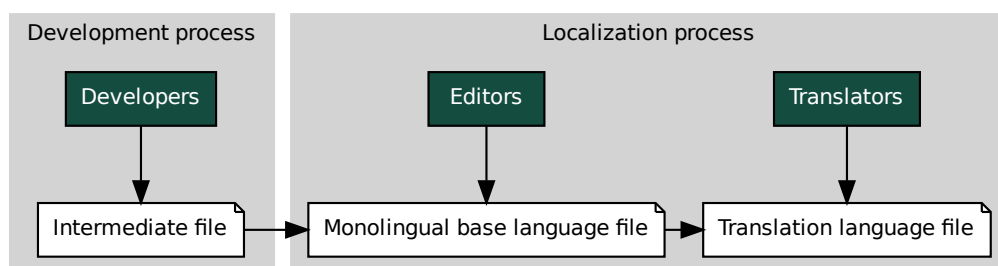 Development process
Localization process
Developers
Editors
Translators
Intermediate file
Monolingual base language file
Translation language file